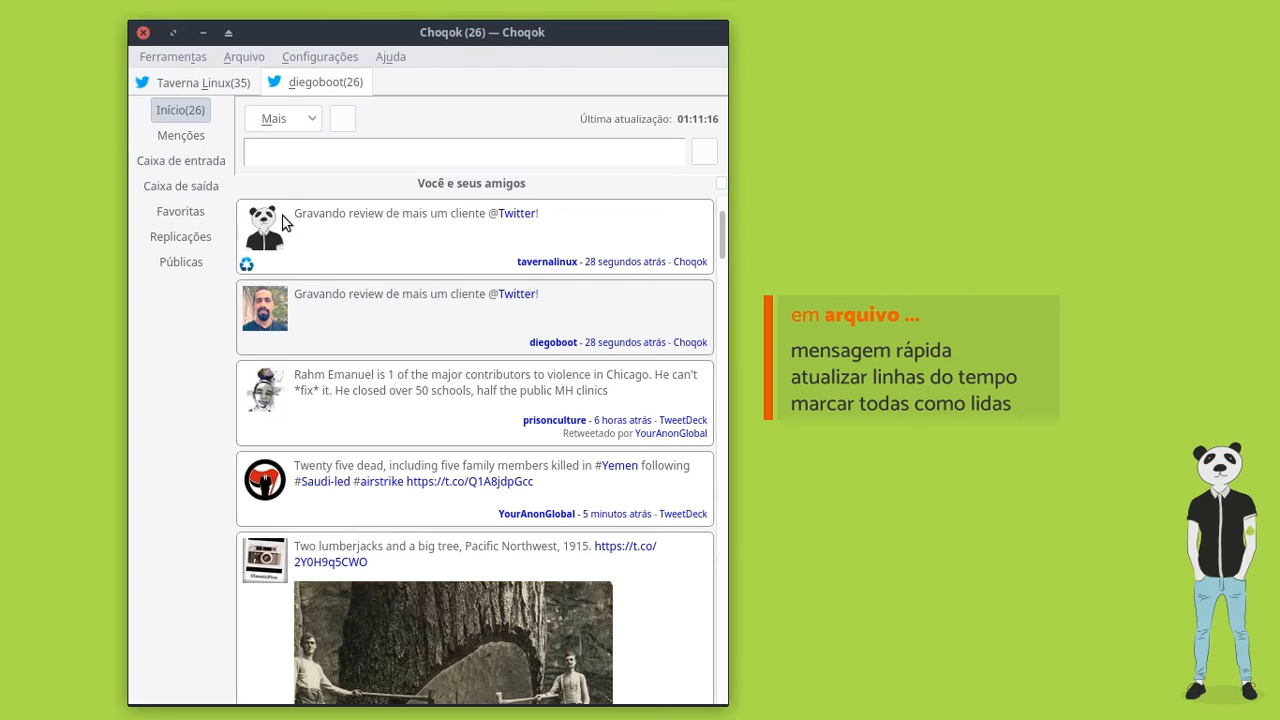 Choqok (26) — Choqok
Ferramentas Arquivo Configurações Ajuda
Taverna Linux(35) diegoboot(26)
Início(26)
Menções
Caixa de entrada
Caixa de saída
Favoritas
Replicações
Públicas
Mais
Última atualização: 01:11:16
Você e seus amigos
Gravando review de mais um cliente @Twitter!
tavernalinux - 28 segundos atrás - Choqok
Gravando review de mais um cliente @Twitter!
diegoboot - 28 segundos atrás - Choqok
Rahm Emanuel is 1 of the major contributors to violence in Chicago. He can't
*fix* it. He closed over 50 schools, half the public MH clinics
prisonculture - 6 horas atrás - TweetDeck
Retweetado por YourAnonGlobal
Twenty five dead, including five family members killed in #Yemen following
#Saudi-led #airstrike https://t.co/Q1A8jdpGcc
YourAnonGlobal - 5 minutos atrás - TweetDeck
Two lumberjacks and a big tree, Pacific Northwest, 1915. https://t.co/
2Y0H9q5CWO
ClassicPics
em arquivo ...
mensagem rápida
atualizar linhas do tempo
marcar todas como lidas